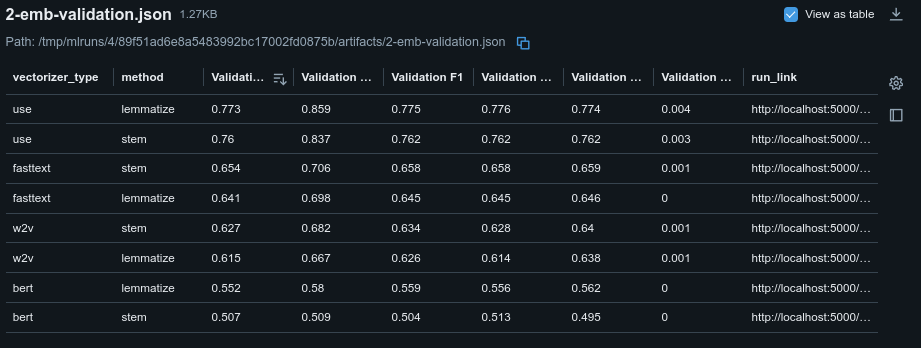 2-emb-validation.json 1.27KB View as table
Path: /tmp/mlruns/4/89f51ad6e8a5483992bc17002fd0875b/artifacts/2-emb-validation.json
vectorizer_type method Validati... Validation ... Validation F1 Validation ... Validation ... Validation ... run_link
use lemmatize 0.773 0.859 0.775 0.776 0.774 0.004 http://localhost:5000/...
use stem 0.76 0.837 0.762 0.762 0.762 0.003 http://localhost:5000/...
fasttext stem 0.654 0.706 0.658 0.658 0.659 0.001 http://localhost:5000/...
fasttext lemmatize 0.641 0.698 0.645 0.645 0.646 0 http://localhost:5000/...
w2v stem 0.627 0.682 0.634 0.628 0.64 0.001 http://localhost:5000/...
w2v lemmatize 0.615 0.667 0.626 0.614 0.638 0.001 http://localhost:5000/...
bert lemmatize 0.552 0.58 0.559 0.556 0.562 0 http://localhost:5000/...
bert stem 0.507 0.509 0.504 0.513 0.495 0 http://localhost:5000/...